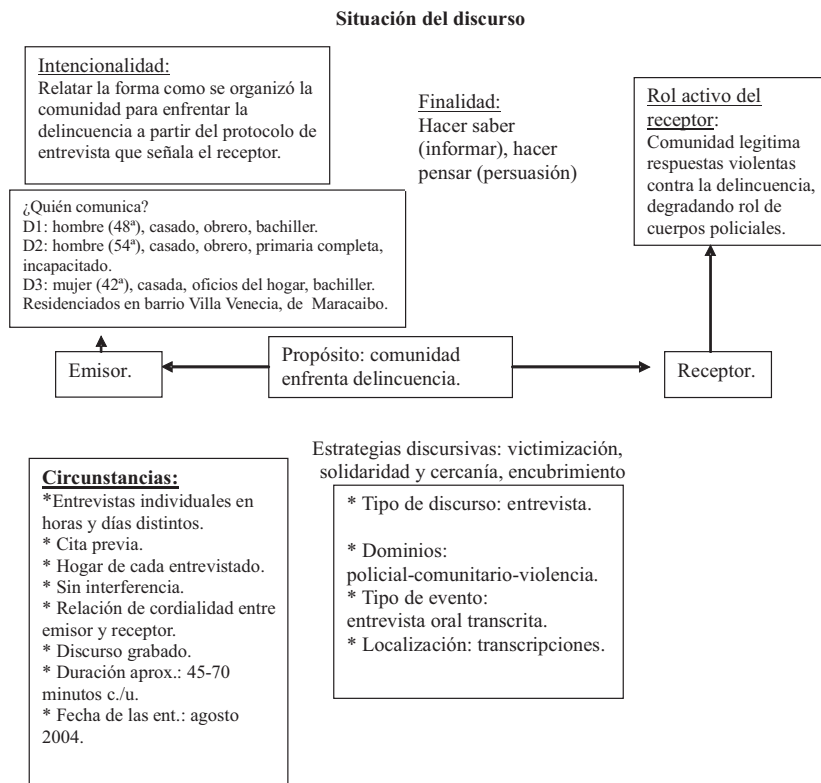 Situación del discurso
Intencionalidad:
Relatar la forma como se organizó la
comunidad para enfrentar la
delincuencia a partir del protocolo de
entrevista que señala el receptor.
Finalidad:
Hacer saber
(informar), hacer
pensar (persuasión)
Rol activo del
receptor:
Comunidad legitima
respuestas violentas
contra la delincuencia,
degradando rol de
cuerpos policiales.
¿Quién comunica?
D1: hombre (48ª), casado, obrero, bachiller.
D2: hombre (54ª), casado, obrero, primaria completa,
incapacitado.
D3: mujer (42ª), casada, oficios del hogar, bachiller.
Residenciados en barrio Villa Venecia, de Maracaibo.
Emisor.
Propósito: comunidad
enfrenta delincuencia.
Receptor.
Circunstancias:
*Entrevistas individuales en
horas y días distintos.
* Cita previa.
* Hogar de cada entrevistado.
* Sin interferencia.
* Relación de cordialidad entre
emisor y receptor.
* Discurso grabado.
* Duración aprox.: 45-70
minutos c./u.
* Fecha de las ent.: agosto
2004.
Estrategias discursivas: victimización,
solidaridad y cercanía, encubrimiento
* Tipo de discurso: entrevista.
* Dominios:
policial-comunitario-violencia.
* Tipo de evento:
entrevista oral transcrita.
* Localización: transcripciones.